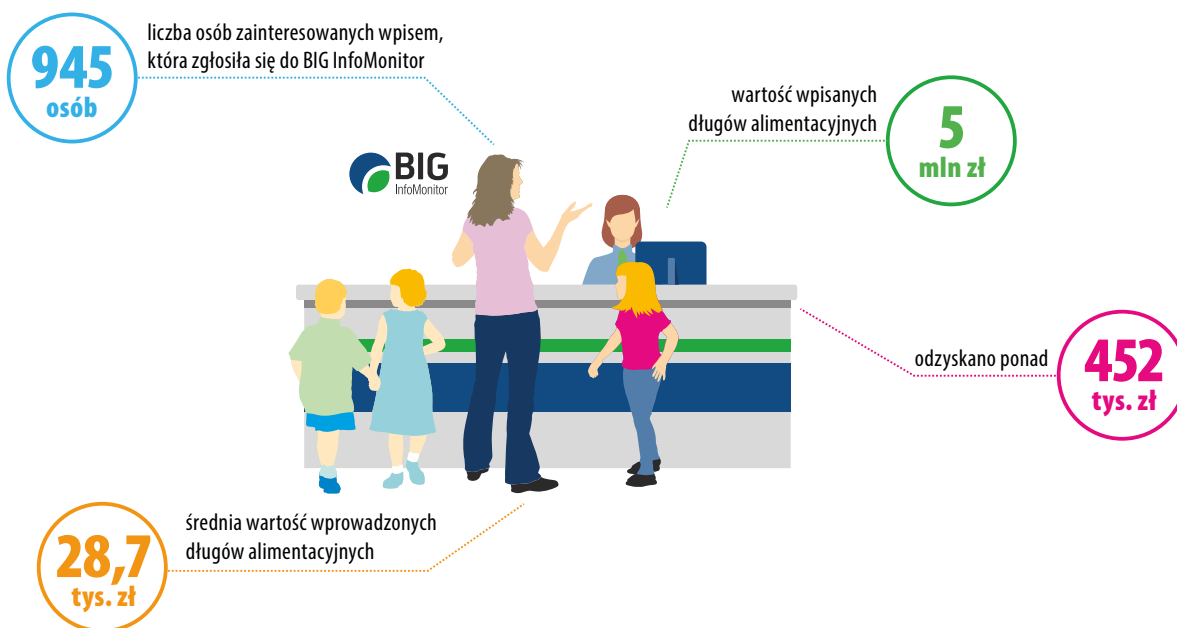 945
osób
liczba osób zainteresowanych wpisem,
która zgłosiła się do BIG InfoMonitor
wartość wpisanych
długów alimentacyjnych
5
mln zł
BIG
InfoMonitor
odzyskano ponad
452
tys. zł
28,7
tys. zł
średnia wartość wprowadzonych
długów alimentacyjnych